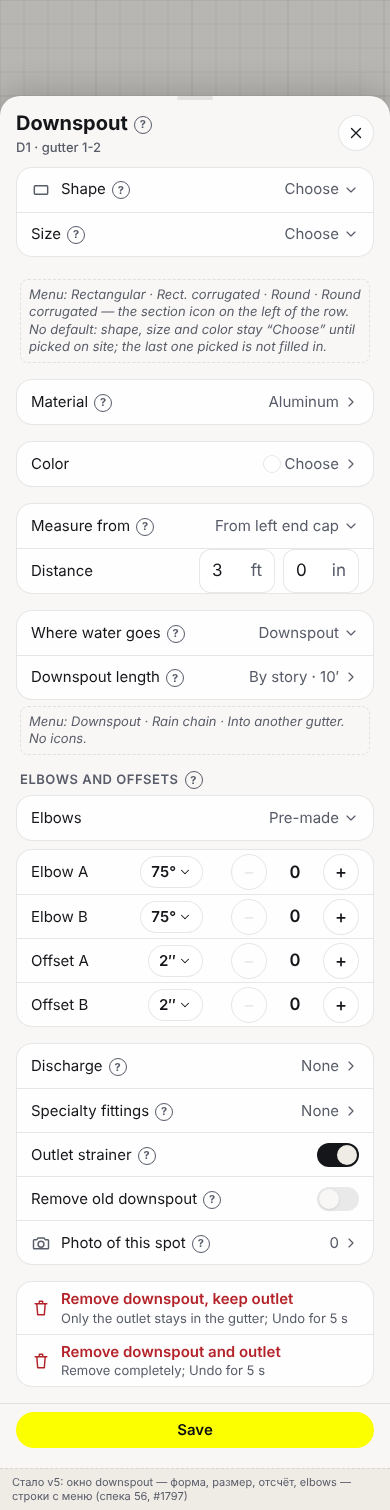 Downspout ?
D1 · gutter 1-2
Shape ? Choose
Size ? Choose
Menu: Rectangular · Rect. corrugated · Round · Round
corrugated — the section icon on the left of the row.
No default: shape, size and color stay “Choose” until
picked on site; the last one picked is not filled in.
Material ? Aluminum
Color Choose
Measure from ? From left end cap
Distance 3 ft 0 in
Where water goes ? Downspout
Downspout length ? By story · 10′
Menu: Downspout · Rain chain · Into another gutter.
No icons.
ELBOWS AND OFFSETS ?
Elbows Pre-made
Elbow A 75° − 0 +
Elbow B 75° − 0 +
Offset A 2″ − 0 +
Offset B 2″ − 0 +
Discharge ? None
Specialty fittings ? None
Outlet strainer ?
Remove old downspout ?
Photo of this spot ? 0
Remove downspout, keep outlet
Only the outlet stays in the gutter; Undo for 5 s
Remove downspout and outlet
Remove completely; Undo for 5 s
Save
Стало v5: окно downspout — форма, размер, отсчёт, elbows —
строки с меню (спека 56, #1797)